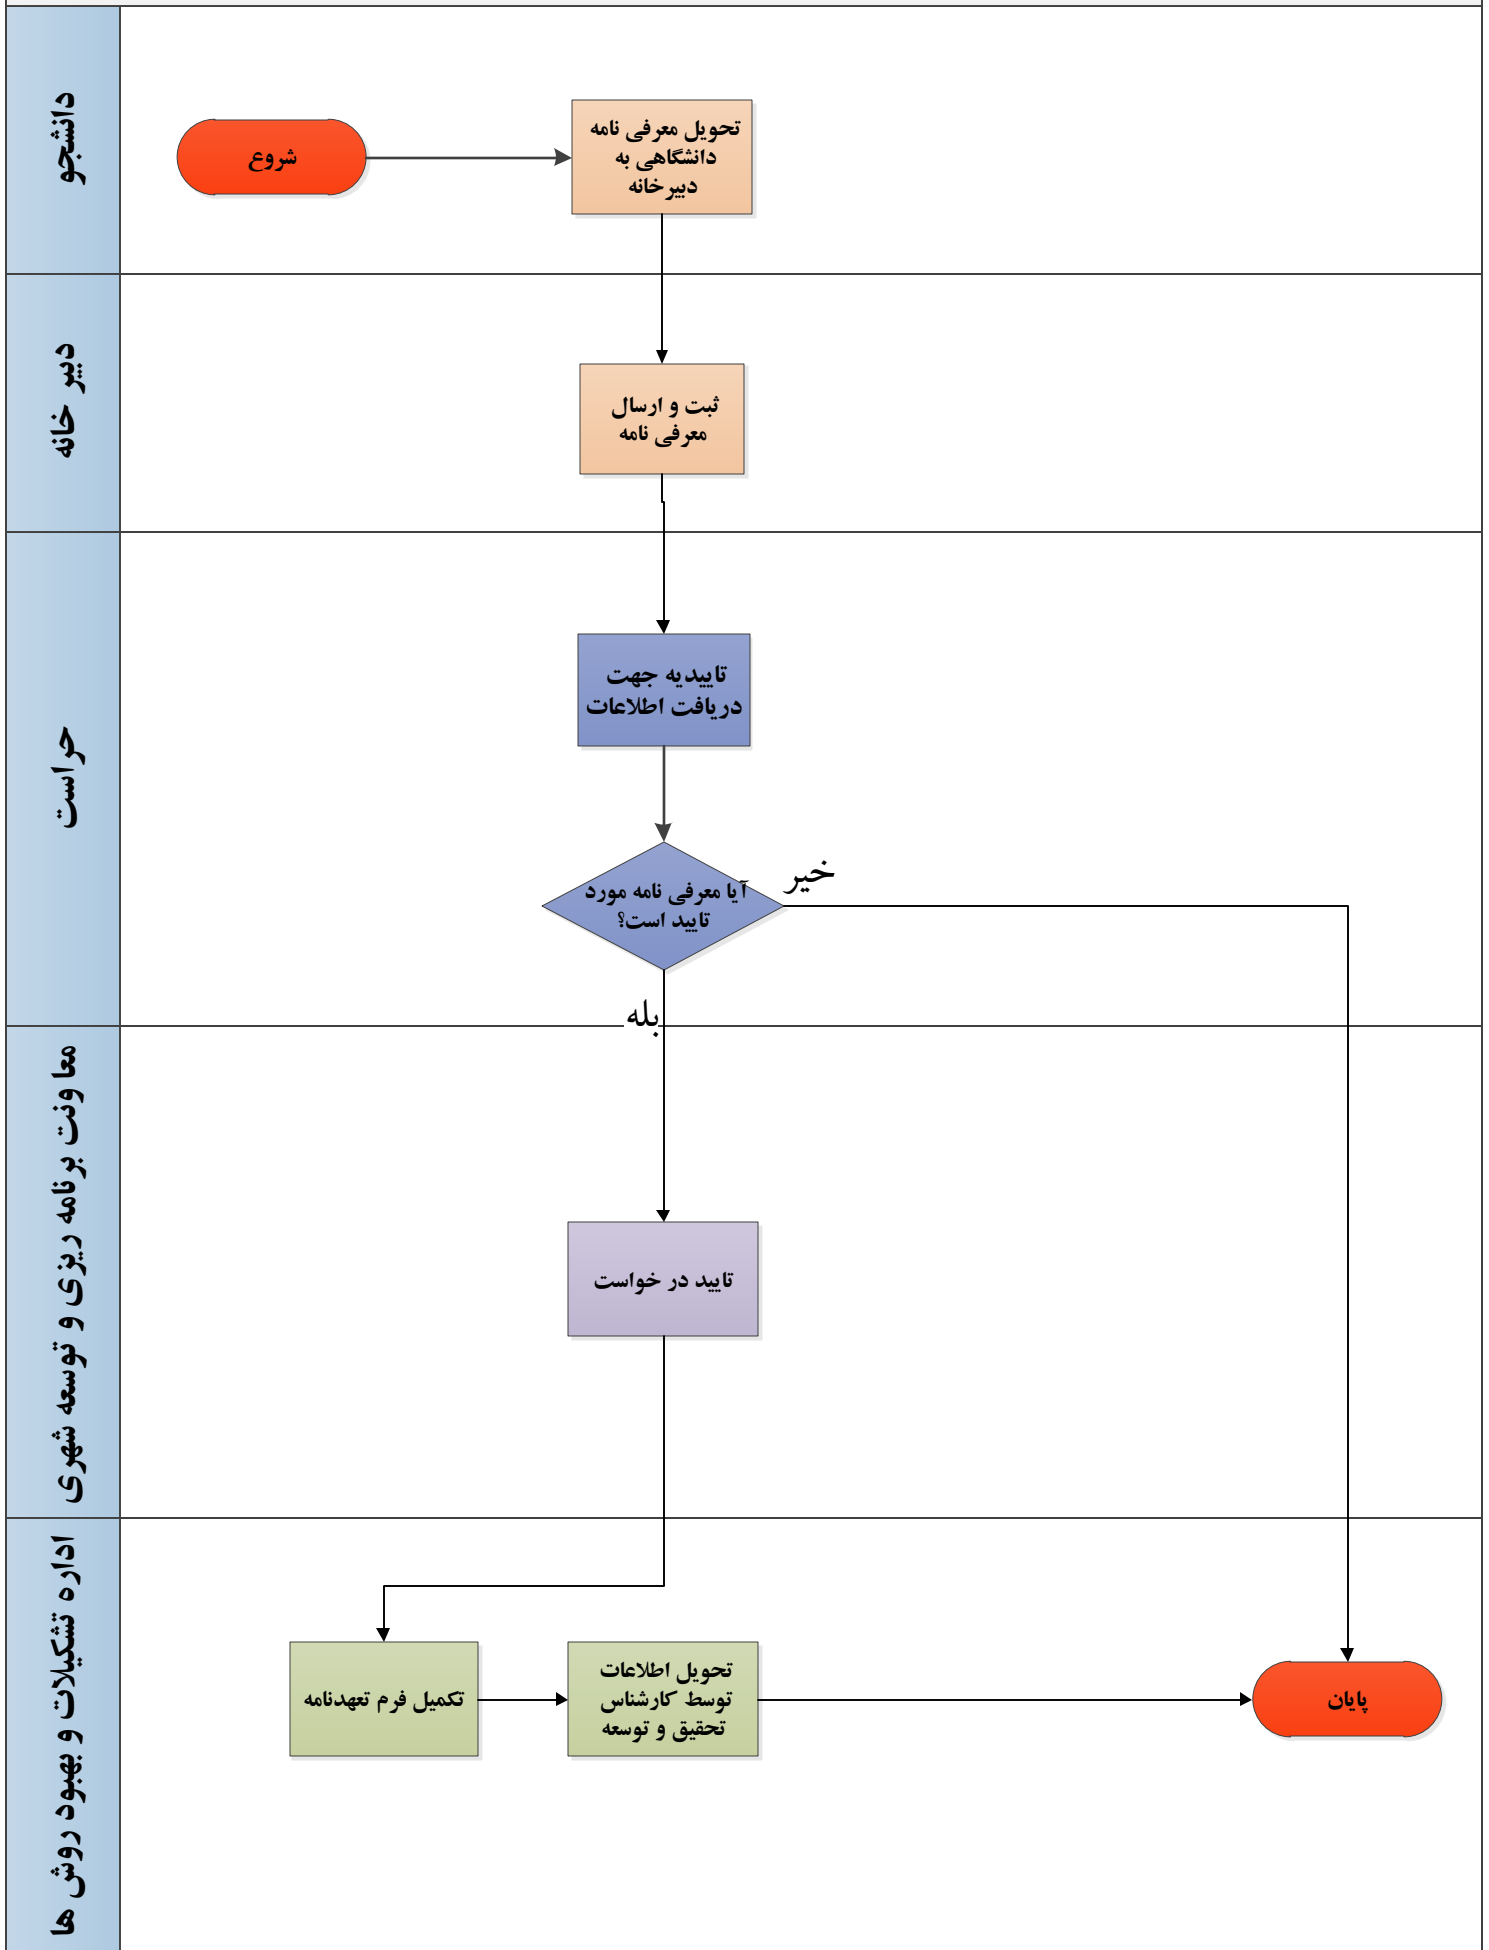 دانشجو
شروع
تحویل معرفی نامه
دانشگاهی به
دبیرخانه
دبیر خانه
ثبت و ارسال
معرفی نامه
حراست
تاییدیه جهت
دریافت اطلاعات
آیا معرفی نامه مورد
تایید است؟
خیر
بله
معاونت برنامه ریزی و توسعه شهری
تایید در خواست
اداره تشکیلات و بهبود روش ها
تکمیل فرم تعهدنامه
تحویل اطلاعات
توسط کارشناس
تحقیق و توسعه
پایان